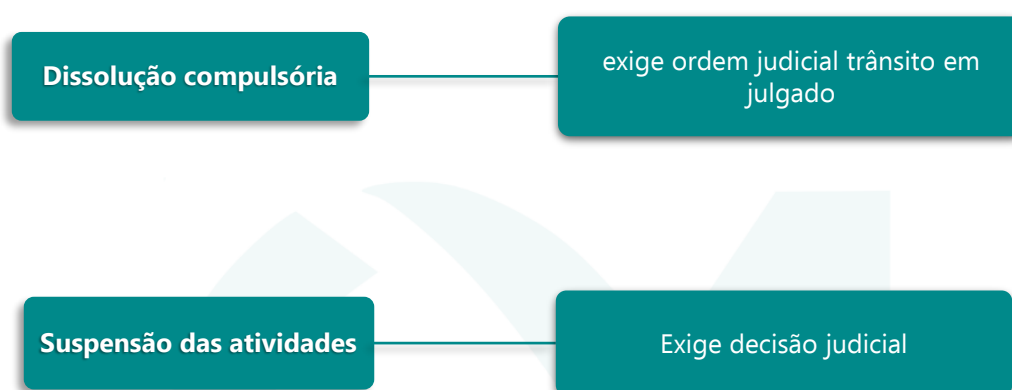 Dissolução compulsória
exige ordem judicial trânsito em
julgado
Suspensão das atividades
Exige decisão judicial